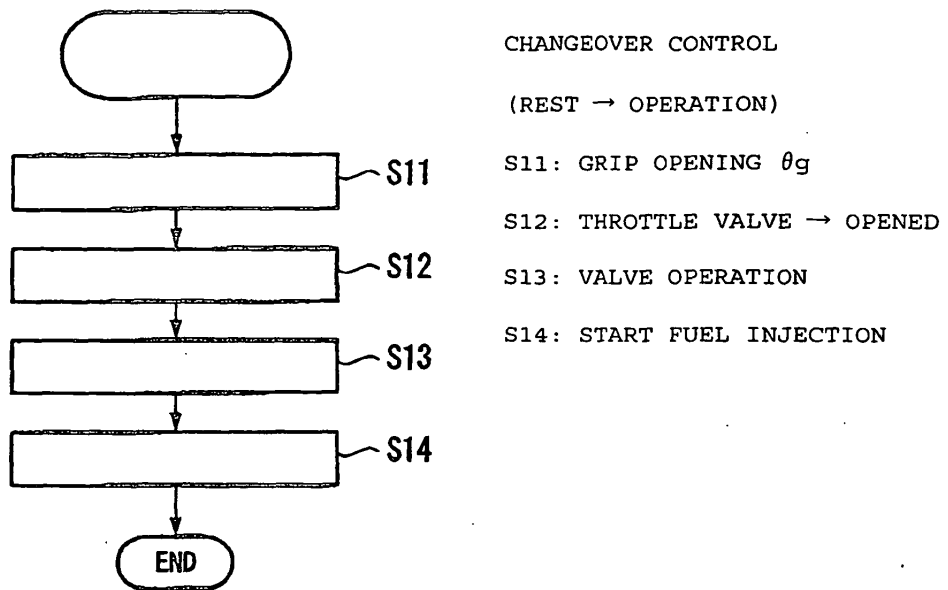 CHANGEOVER CONTROL
(REST → OPERATION)
S11: GRIP OPENING θg
S12: THROTTLE VALVE → OPENED
S13: VALVE OPERATION
S14: START FUEL INJECTION
S11
S12
S13
S14
END